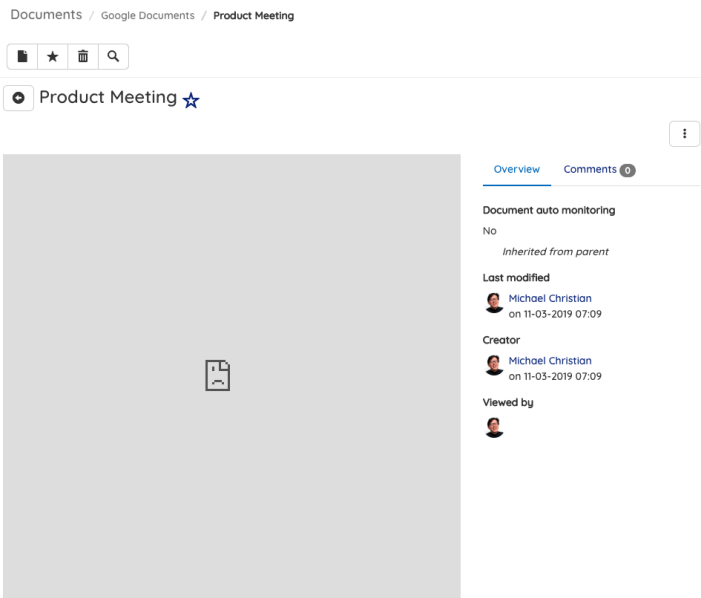 Documents / Google Documents / Product Meeting
Product Meeting
Overview Comments 0
Document auto monitoring
No
Inherited from parent
Last modified
Michael Christian
on 11-03-2019 07:09
Creator
Michael Christian
on 11-03-2019 07:09
Viewed by